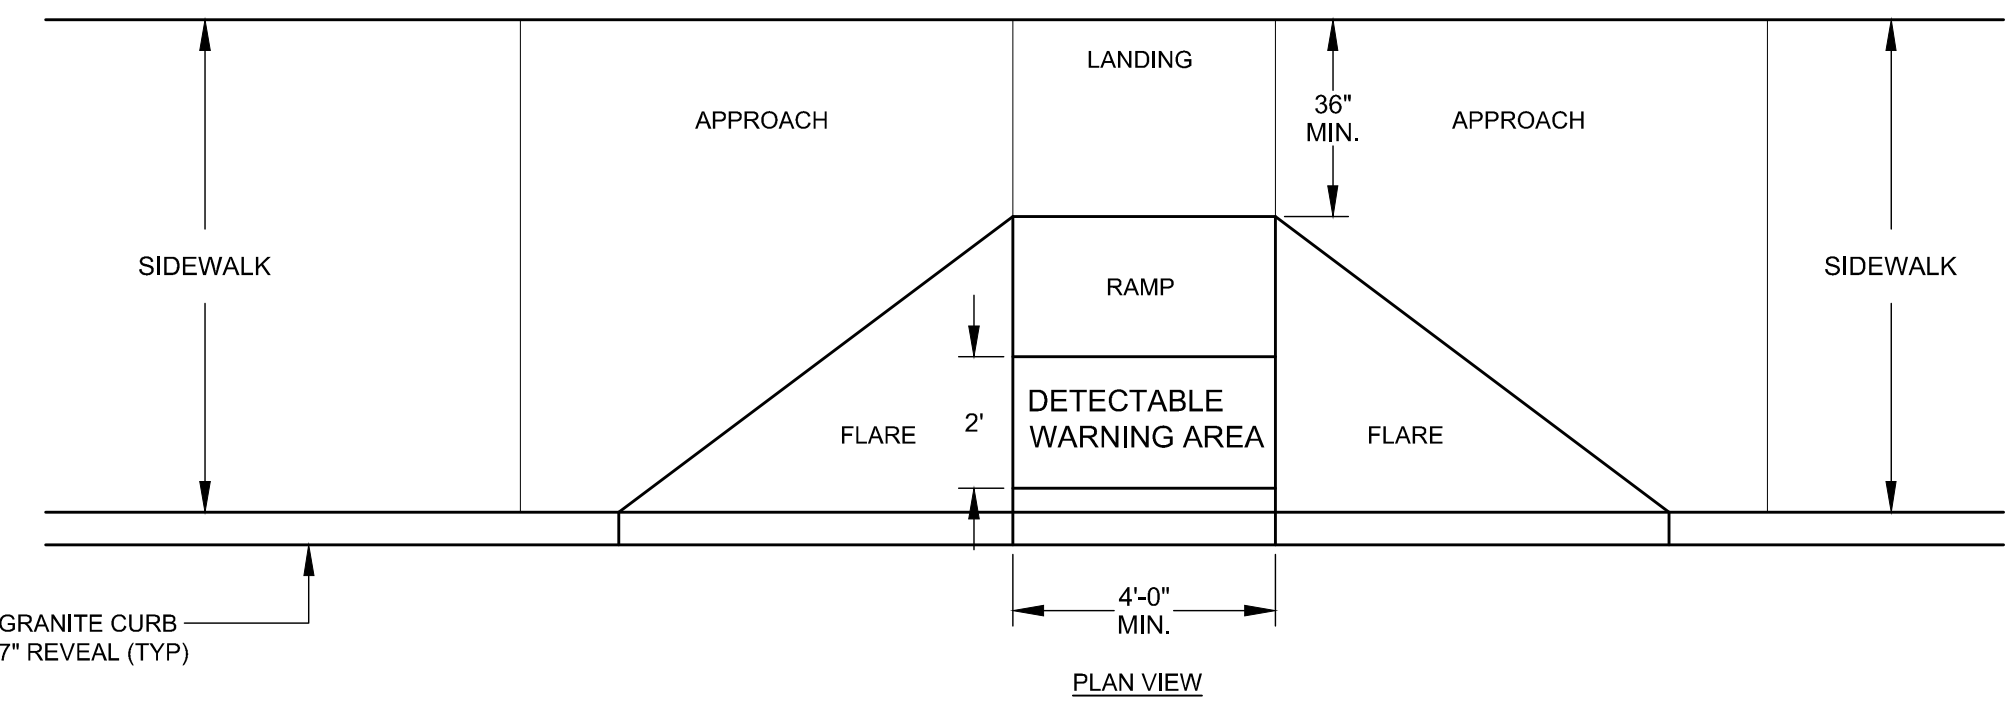 LANDING
APPROACH
36"
MIN.
APPROACH
SIDEWALK
RAMP
SIDEWALK
FLARE
2'
DETECTABLE
WARNING AREA
FLARE
4'-0"
MIN.
GRANITE CURB
7" REVEAL (TYP)
PLAN VIEW